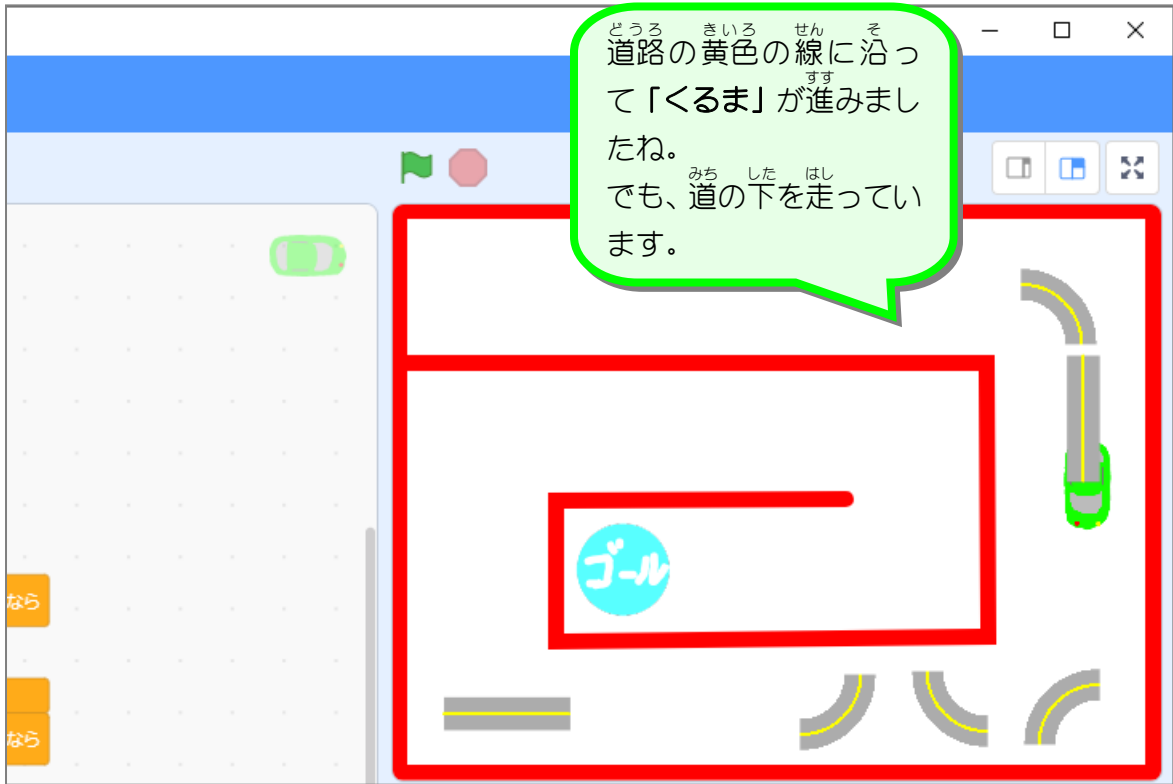 道路の黄色の線に沿っ
て「くるま」が進みまし
たね。
でも、道の下を走ってい
ます。
どうろ きいろ せん そ
すす
みち した はし
ゴール
なら
なら